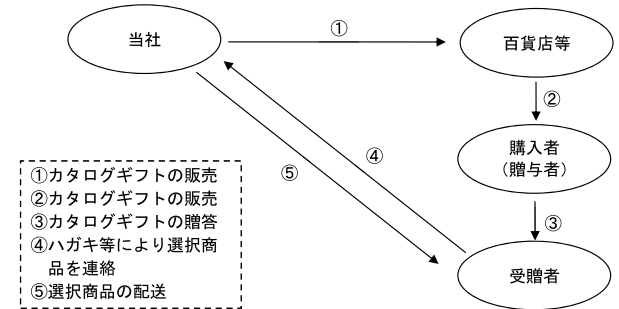 当社
①
百貨店等
②
購入者
（贈与者）
③
受贈者
④
⑤
①カタログギフトの販売
②カタログギフトの販売
③カタログギフトの贈答
④ハガキ等により選択商
品を連絡
⑤選択商品の配送